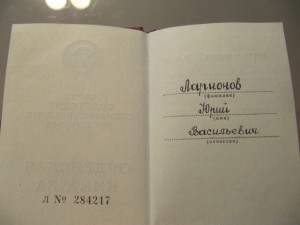 Ларионов
(фамилия)
Юрий
(имя)
Васильевич
(отчество)
Л № 284217